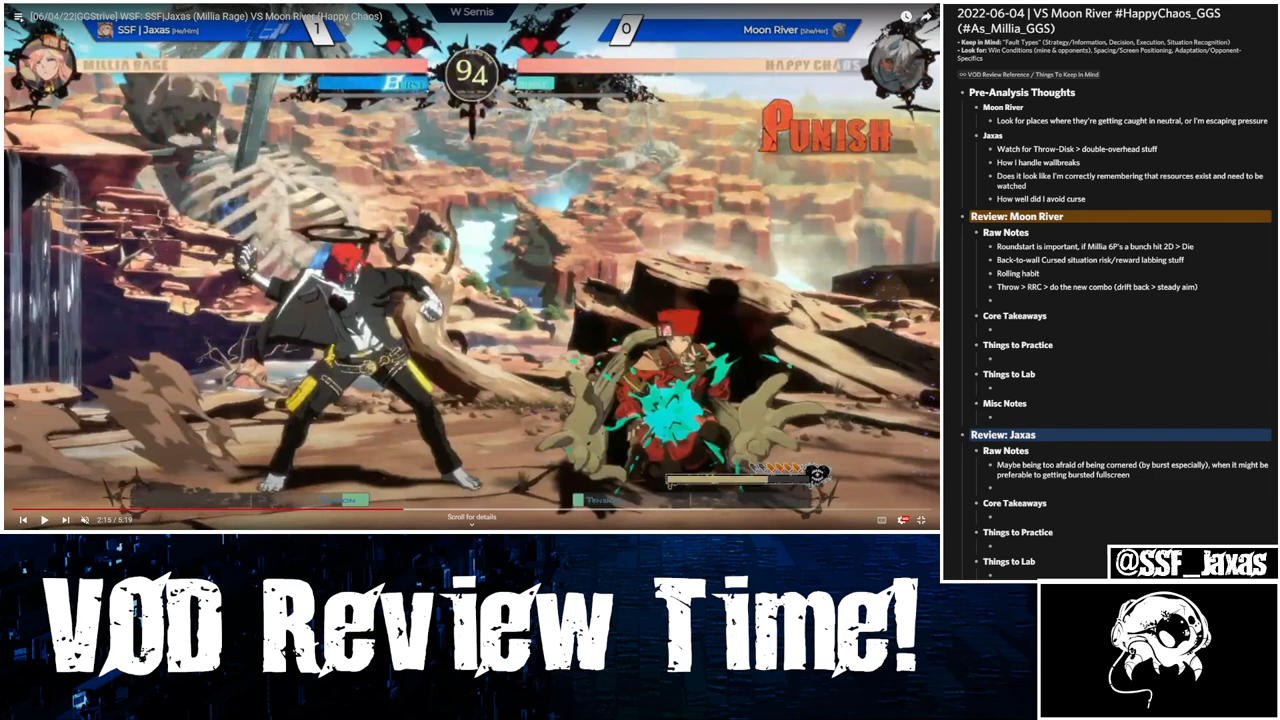 [06/04/22|GGStrive] WSF: SSF|Jaxas (Millia Rage) VS Moon River (Happy Chaos)
W Semis
SSF | Jaxas [He/Him]
1
0
Moon River [She/Her]
MILLIA RAGE
94
HAPPY CHAOS
BURST
PUNISH
TENSION
TENSION
2:15 / 5:19
Scroll for details
2022-06-04 | VS Moon River #HappyChaos_GGS
(#As_Millia_GGS)
- Keep in Mind: "Fault Types" (Strategy/Information, Decision, Execution, Situation Recognition)
- Look for: Win Conditions (mine & opponents), Spacing/Screen Positioning, Adaptation/Opponent-
Specifics
VOD Review Reference / Things To Keep In Mind
Pre-Analysis Thoughts
Moon River
Look for places where they're getting caught in neutral, or I'm escaping pressure
Jaxas
Watch for Throw-Disk > double-overhead stuff
How I handle wallbreaks
Does it look like I'm correctly remembering that resources exist and need to be
watched
How well did I avoid curse
Review: Moon River
Raw Notes
Roundstart is important, if Millia 6P's a bunch hit 2D > Die
Back-to-wall Cursed situation risk/reward labbing stuff
Rolling habit
Throw > RRC > do the new combo (drift back > steady aim)
Core Takeaways
Things to Practice
Things to Lab
Misc Notes
Review: Jaxas
Raw Notes
Maybe being too afraid of being cornered (by burst especially), when it might be
preferable to getting bursted fullscreen
Core Takeaways
Things to Practice
Things to Lab
@SSF_Jaxas
VOD Review Time!